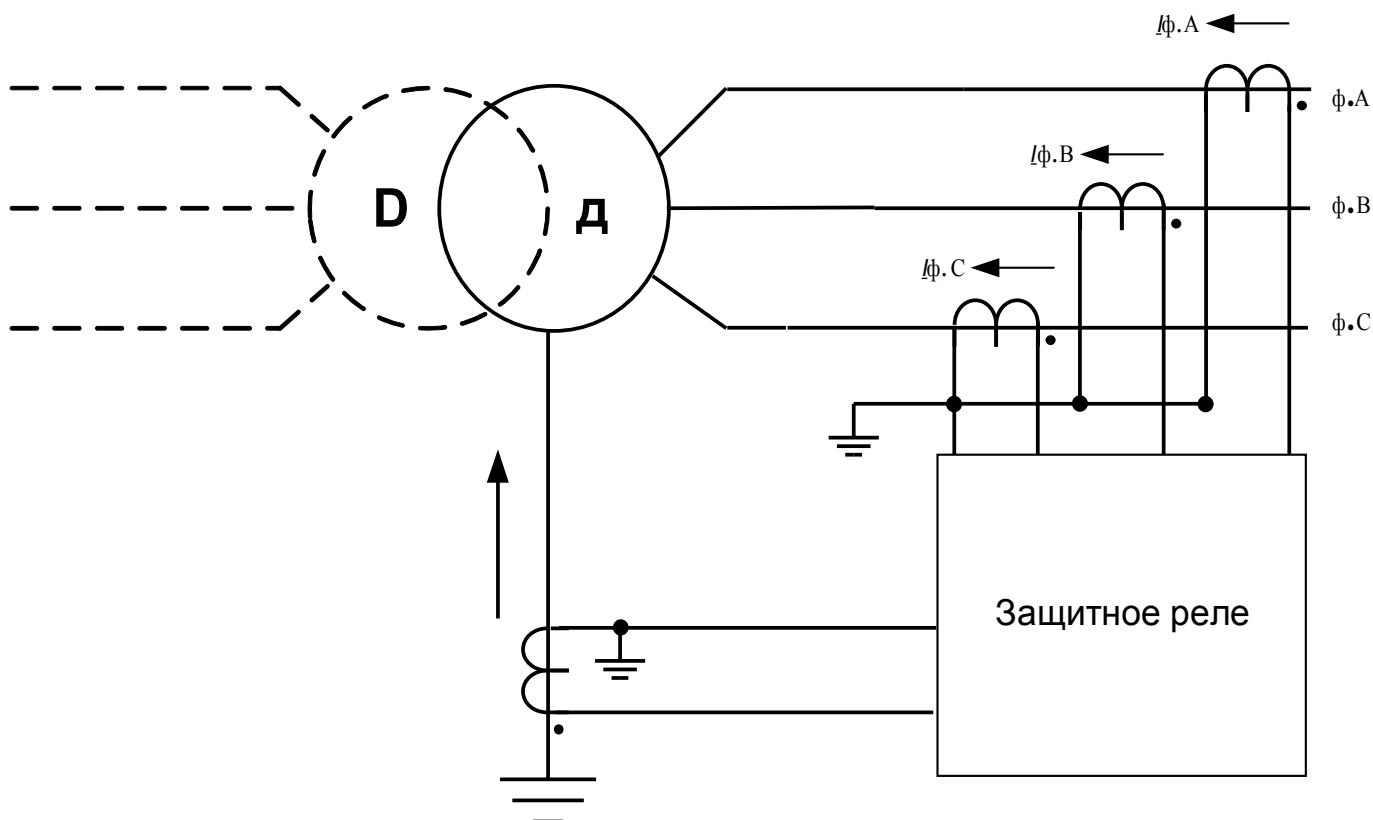 Iф.А
ф.А
Iф.В
ф.В
D д
Iф.С
ф.С
Защитное реле